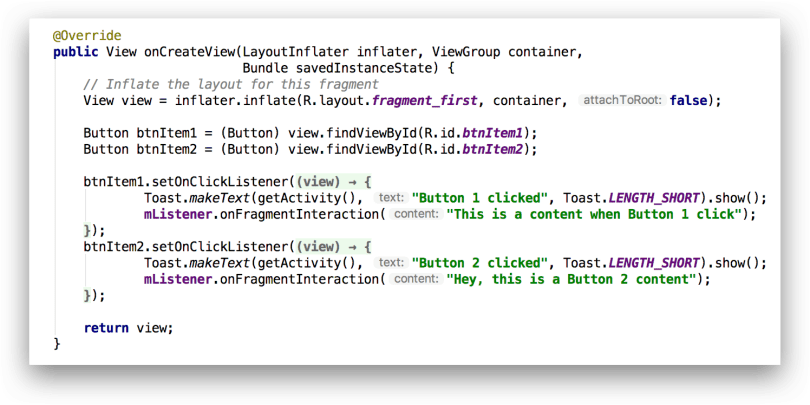 @Override
public View onCreateView(LayoutInflater inflater, ViewGroup container,
                         Bundle savedInstanceState) {
    // Inflate the layout for this fragment
    View view = inflater.inflate(R.layout.fragment_first, container, attachToRoot: false);

    Button btnItem1 = (Button) view.findViewById(R.id.btnItem1);
    Button btnItem2 = (Button) view.findViewById(R.id.btnItem2);

    btnItem1.setOnClickListener((view) → {
            Toast.makeText(getActivity(), text: "Button 1 clicked", Toast.LENGTH_SHORT).show();
            mListener.onFragmentInteraction( content: "This is a content when Button 1 click");
    });
    btnItem2.setOnClickListener((view) → {
            Toast.makeText(getActivity(), text: "Button 2 clicked", Toast.LENGTH_SHORT).show();
            mListener.onFragmentInteraction( content: "Hey, this is a Button 2 content");
    });

    return view;
}